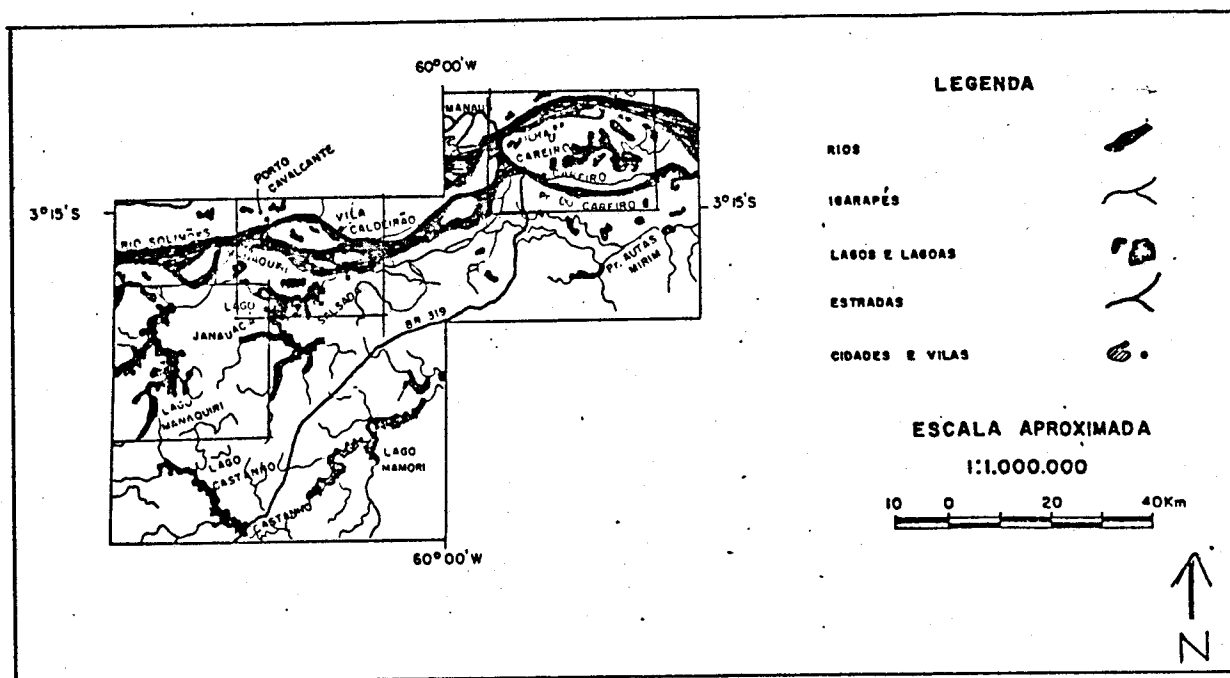 60°00'W
LEGENDA
MANAUS
ILHA DO
CAREIRO
CAREIRO
Pr. DO CAREIRO
RIOS
PORTO
CAVALCANTE
3°15'S
3°15'S
IGARAPÉS
VILA
CALDEIRÃO
RIO SOLIMÕES
Pr. AUTAS
MIRIM
LAGOS E LAGOAS
LAGO
JANAUACÁ
BR 319
ESTRADAS
CIDADES E VILAS
LAGO
MANAQUIRI
ESCALA APROXIMADA
1:1.000.000
LAGO
CASTANHO
LAGO
MAMORI
CASTANHO
10 0 20 40Km
60°00'W
N